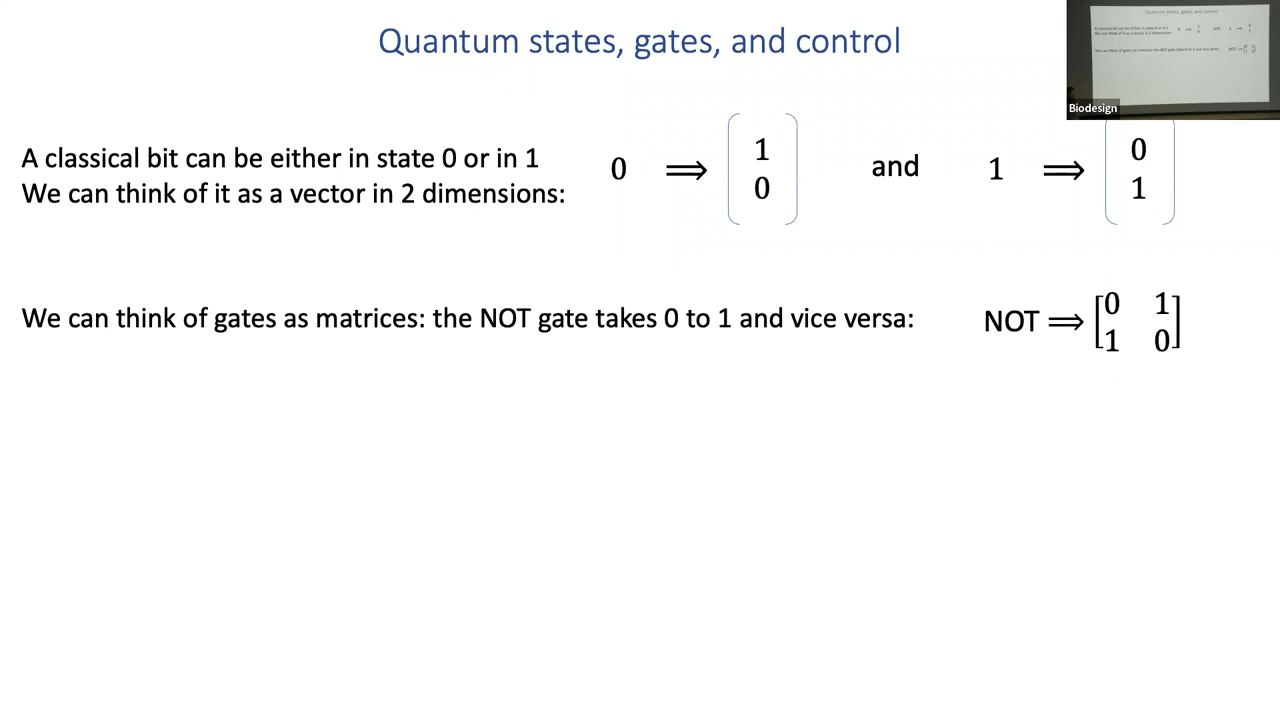 Quantum states, gates, and control
Biodesign
A classical bit can be either in state 0 or in 1
We can think of it as a vector in 2 dimensions:
0 ⟹ (1 0) and 1 ⟹ (0 1)
We can think of gates as matrices: the NOT gate takes 0 to 1 and vice versa:
NOT ⟹ [0 1
1 0]